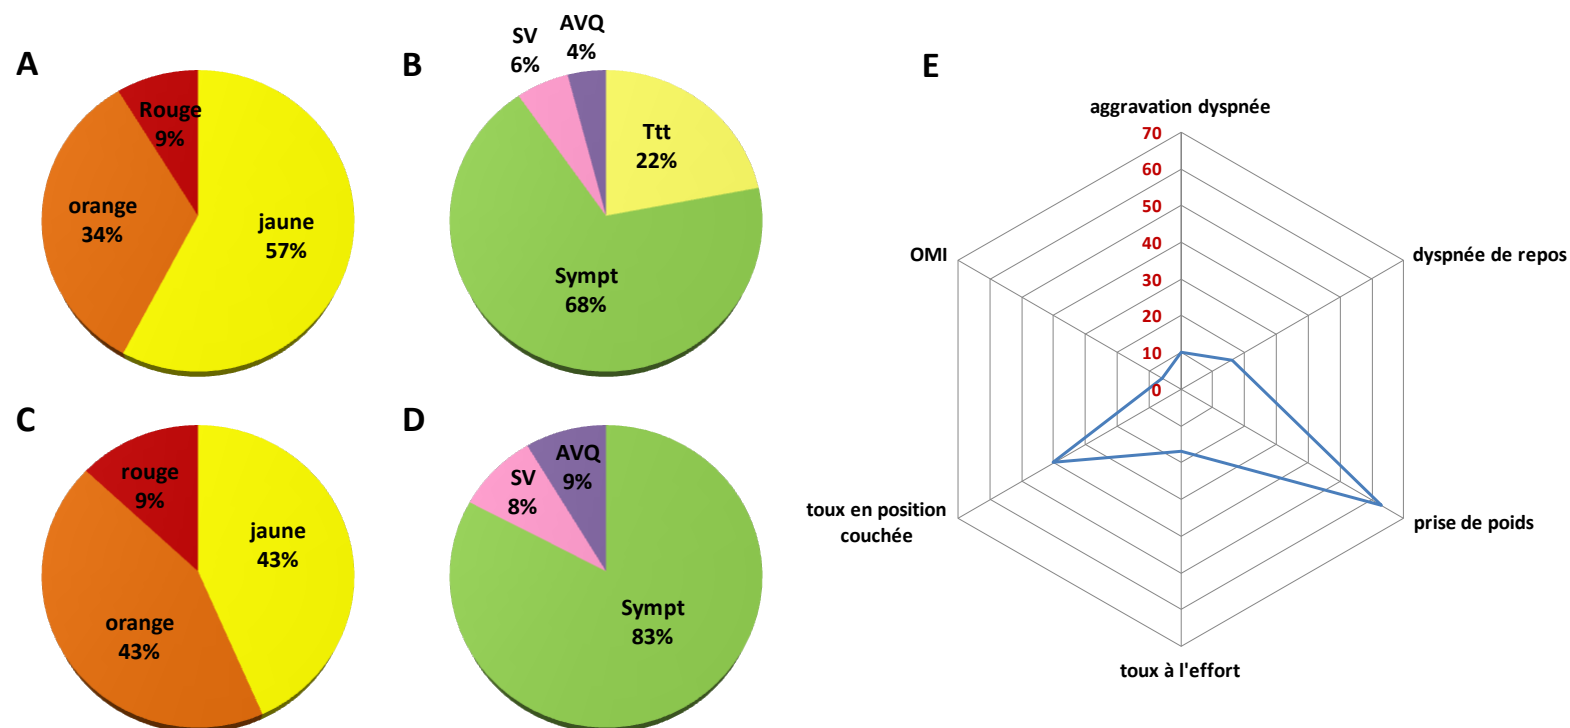 A
Rouge
9%
orange
34%
jaune
57%
B
SV
6%
AVQ
4%
Ttt
22%
Sympt
68%
C
rouge
9%
jaune
43%
orange
43%
D
SV
8%
AVQ
9%
Sympt
83%
E
aggravation dyspnée
70
60
50
40
30
20
10
0
OMI
dyspnée de repos
toux en position
couchée
prise de poids
toux à l'effort